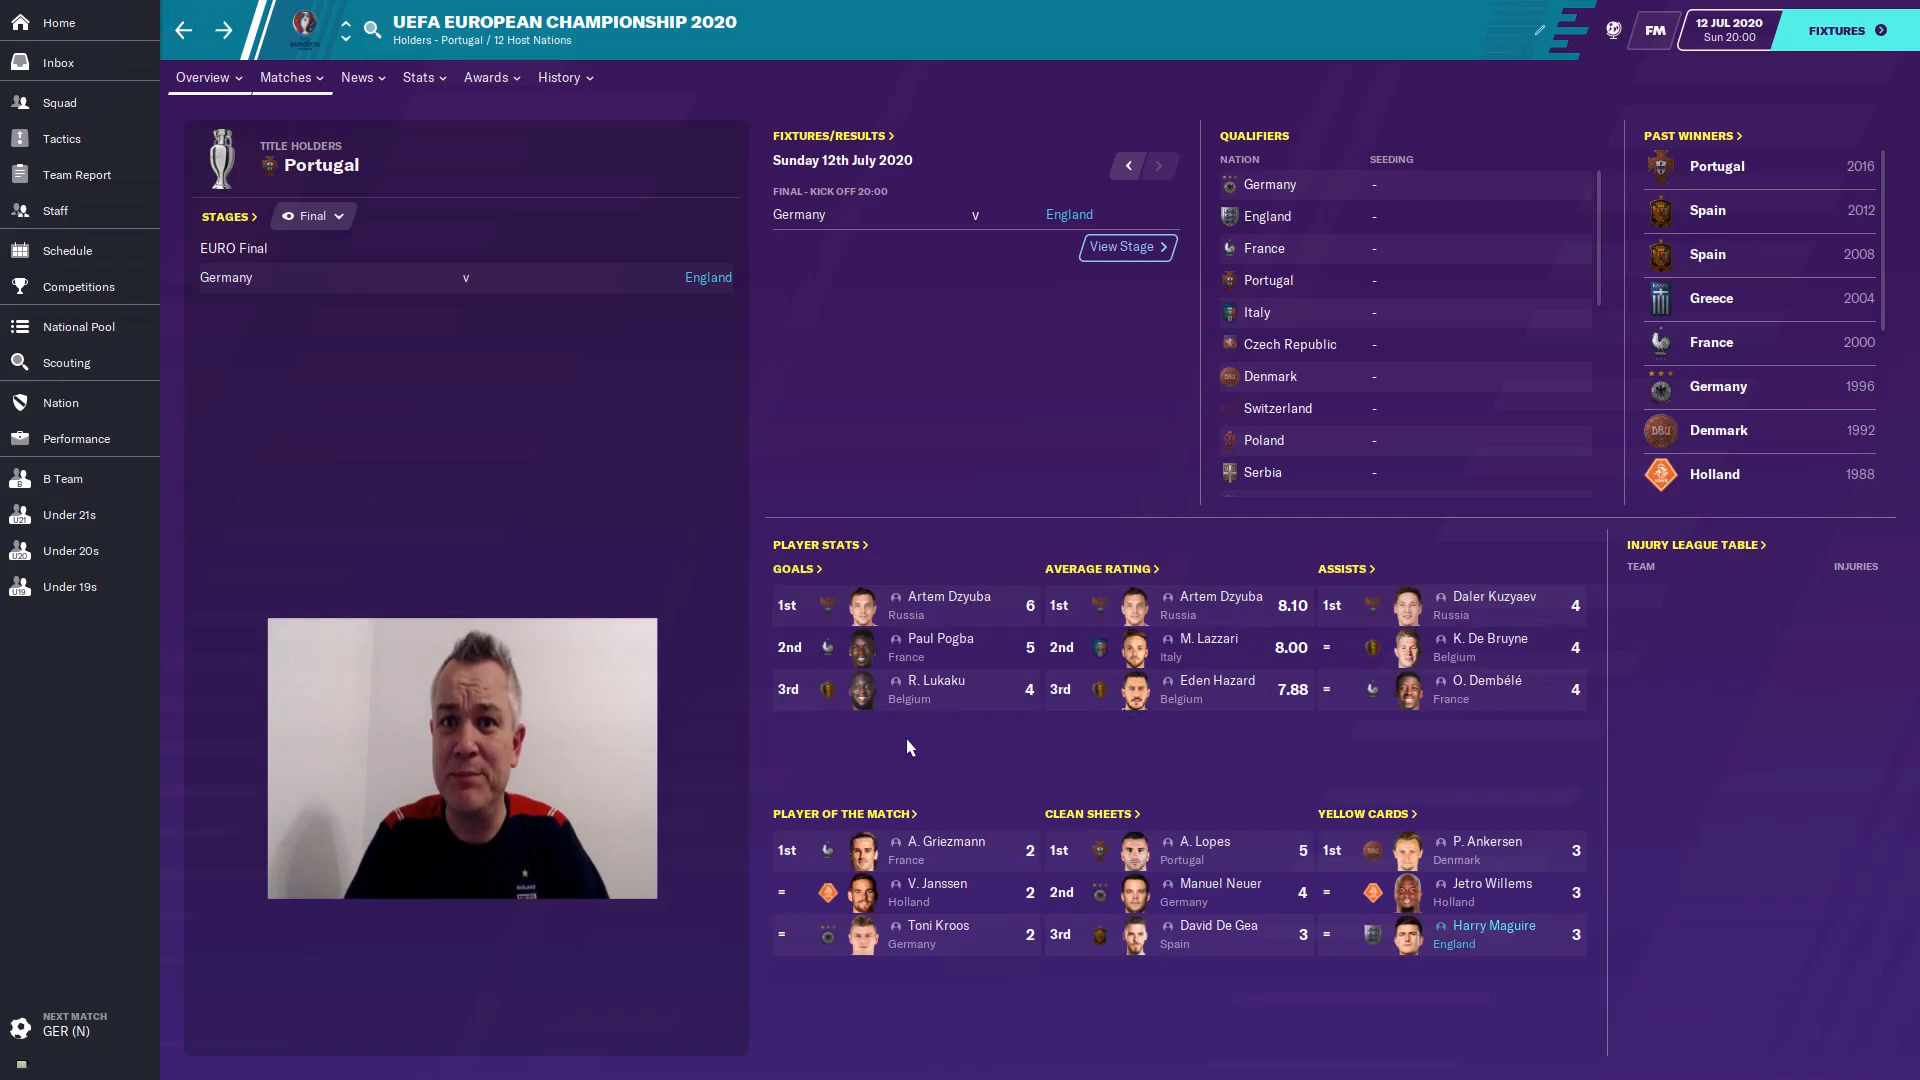 Home
Inbox
Squad
Tactics
Team Report
Staff
Schedule
Competitions
National Pool
Scouting
Nation
Performance
B Team
Under 21s
Under 20s
Under 19s
NEXT MATCH
GER (N)
UEFA EUROPEAN CHAMPIONSHIP 2020
Holders - Portugal / 12 Host Nations
FM
12 JUL 2020
Sun 20:00
FIXTURES
Overview Matches News Stats Awards History
TITLE HOLDERS
Portugal
STAGES > Final
EURO Final
Germany v England
FIXTURES/RESULTS >
Sunday 12th July 2020
FINAL - KICK OFF 20:00
Germany v England
View Stage >
QUALIFIERS
NATION SEEDING
Germany -
England -
France -
Portugal -
Italy -
Czech Republic -
Denmark -
Switzerland -
Poland -
Serbia -
PAST WINNERS >
Portugal 2016
Spain 2012
Spain 2008
Greece 2004
France 2000
Germany 1996
Denmark 1992
Holland 1988
PLAYER STATS >
GOALS >
1st Artem Dzyuba 6
Russia
2nd Paul Pogba 5
France
3rd R. Lukaku 4
Belgium
AVERAGE RATING >
1st Artem Dzyuba 8.10
Russia
2nd M. Lazzari 8.00
Italy
3rd Eden Hazard 7.88
Belgium
ASSISTS >
1st Daler Kuzyaev 4
Russia
= K. De Bruyne 4
Belgium
= O. Dembélé 4
France
INJURY LEAGUE TABLE >
TEAM INJURIES
PLAYER OF THE MATCH >
1st A. Griezmann 2
France
= V. Janssen 2
Holland
= Toni Kroos 2
Germany
CLEAN SHEETS >
1st A. Lopes 5
Portugal
2nd Manuel Neuer 4
Germany
3rd David De Gea 3
Spain
YELLOW CARDS >
1st P. Ankersen 3
Denmark
= Jetro Willems 3
Holland
= Harry Maguire 3
England